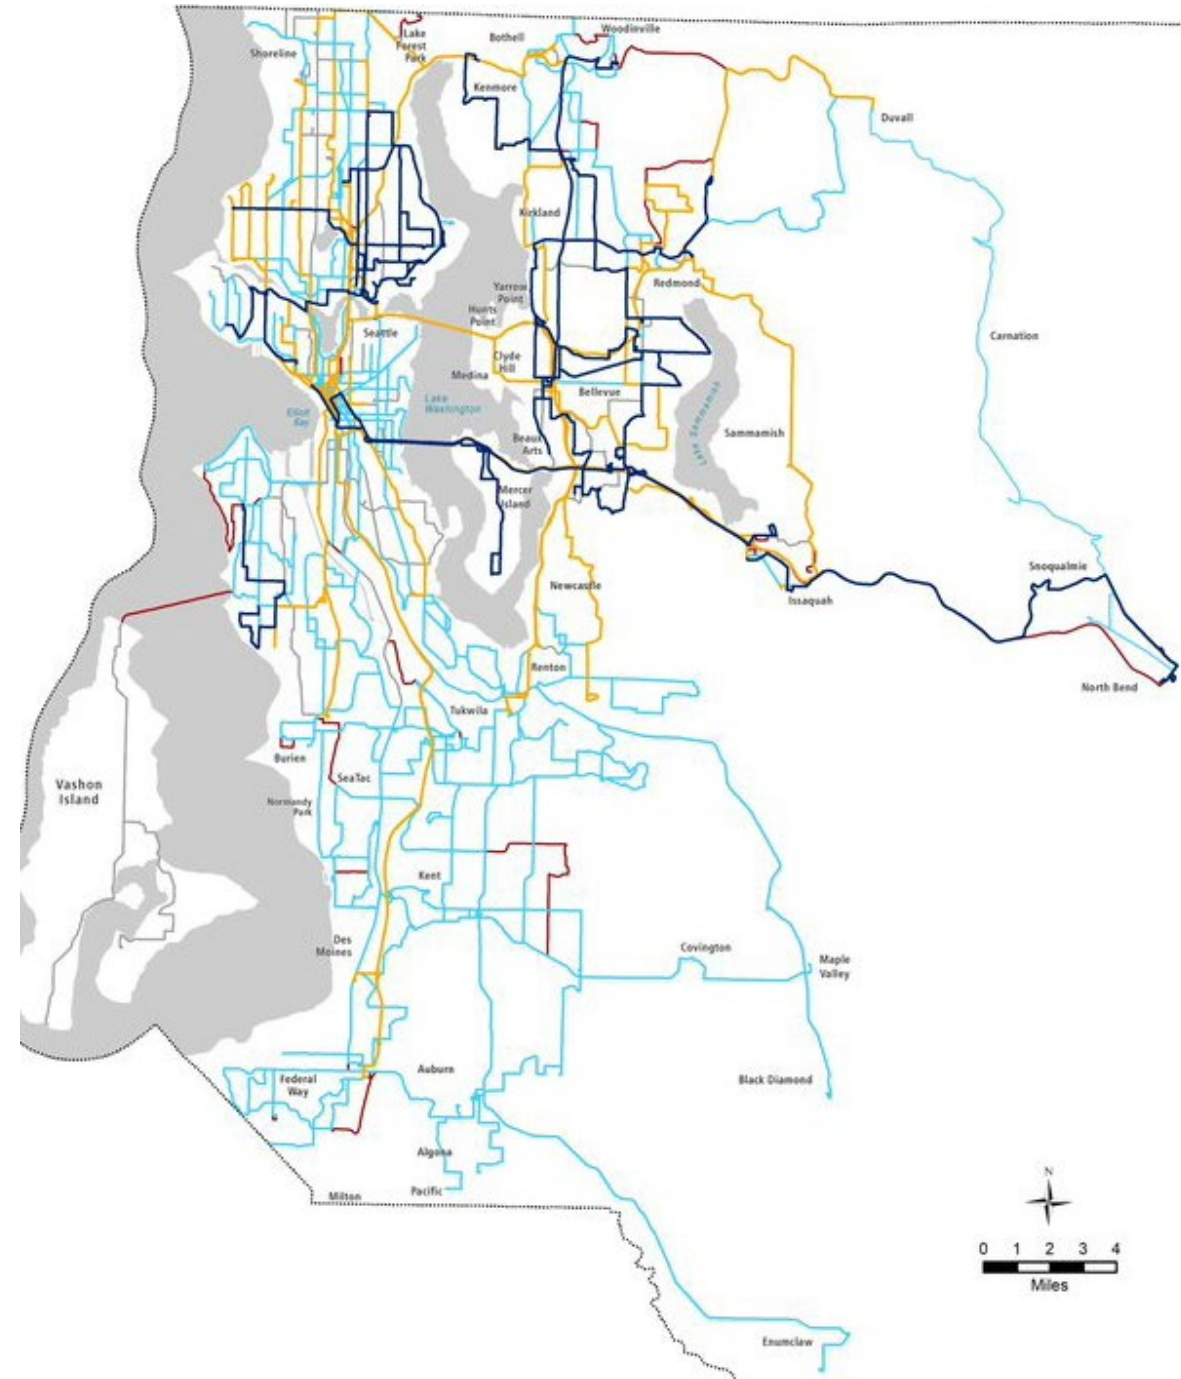 Woodinville
Lake
Forest
Park
Bothell
Shoreline
Kenmore
Duvall
Kirkland
Redmond
Yarrow
Point
Hunts
Point
Seattle
Carnation
Clyde
Hill
Medina
Bellevue
Lake
Washington
Elliott
Bay
Lake Sammamish
Beaux
Arts
Sammamish
Mercer
Island
Snoqualmie
Newcastle
Issaquah
Renton
North Bend
Tukwila
Burien
SeaTac
Vashon
Island
Normandy
Park
Kent
Des
Moines
Covington
Maple
Valley
Federal
Way
Auburn
Black Diamond
Algona
Pacific
Milton
N
0 1 2 3 4
Miles
Enumclaw